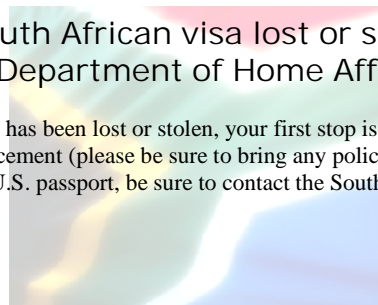 uth African visa lost or s
Department of Home Aff
has been lost or stolen, your first stop is
cement (please be sure to bring any polic
U.S. passport, be sure to contact the South